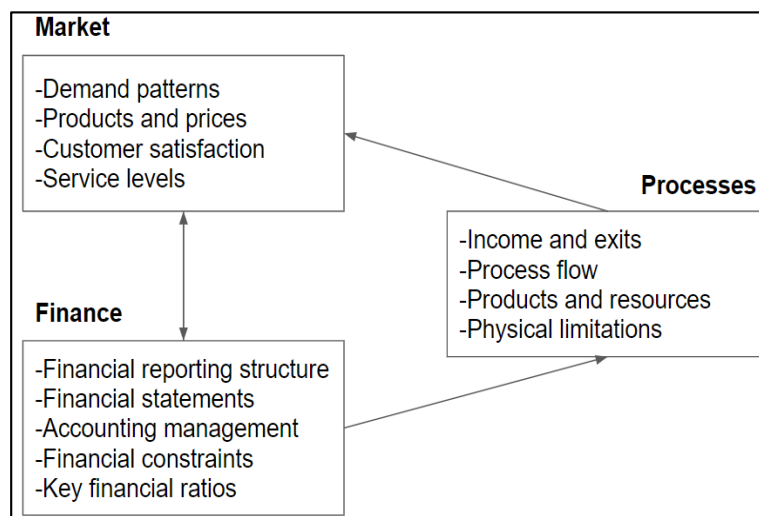 Market
-Demand patterns
-Products and prices
-Customer satisfaction
-Service levels
Processes
-Income and exits
-Process flow
-Products and resources
-Physical limitations
Finance
-Financial reporting structure
-Financial statements
-Accounting management
-Financial constraints
-Key financial ratios